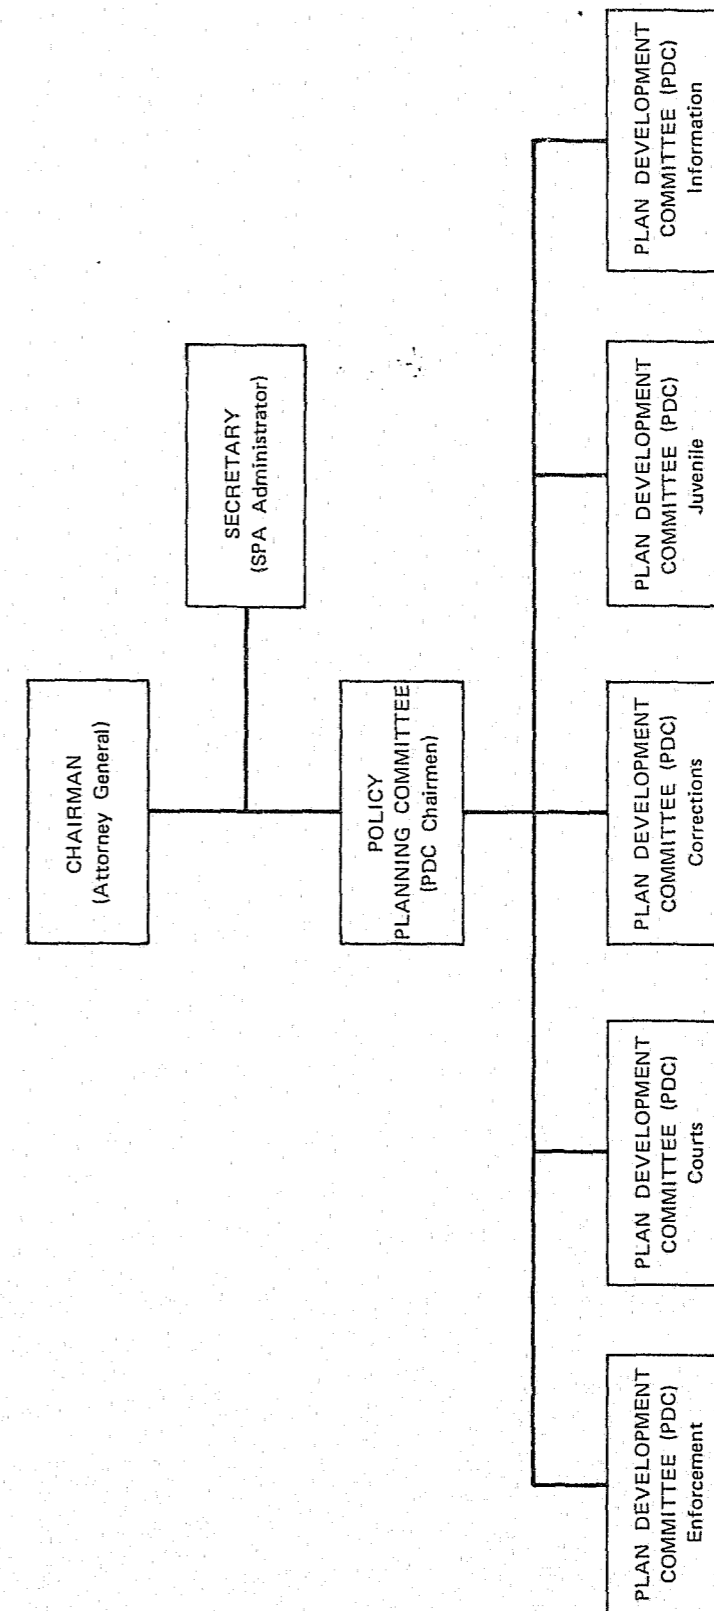 CHAIRMAN
(Attorney General)
SECRETARY
(SPA Administrator)
POLICY
PLANNING COMMITTEE
(PDC Chairmen)
PLAN DEVELOPMENT
COMMITTEE (PDC)
Enforcement
PLAN DEVELOPMENT
COMMITTEE (PDC)
Courts
PLAN DEVELOPMENT
COMMITTEE (PDC)
Corrections
PLAN DEVELOPMENT
COMMITTEE (PDC)
Juvenile
PLAN DEVELOPMENT
COMMITTEE (PDC)
Information